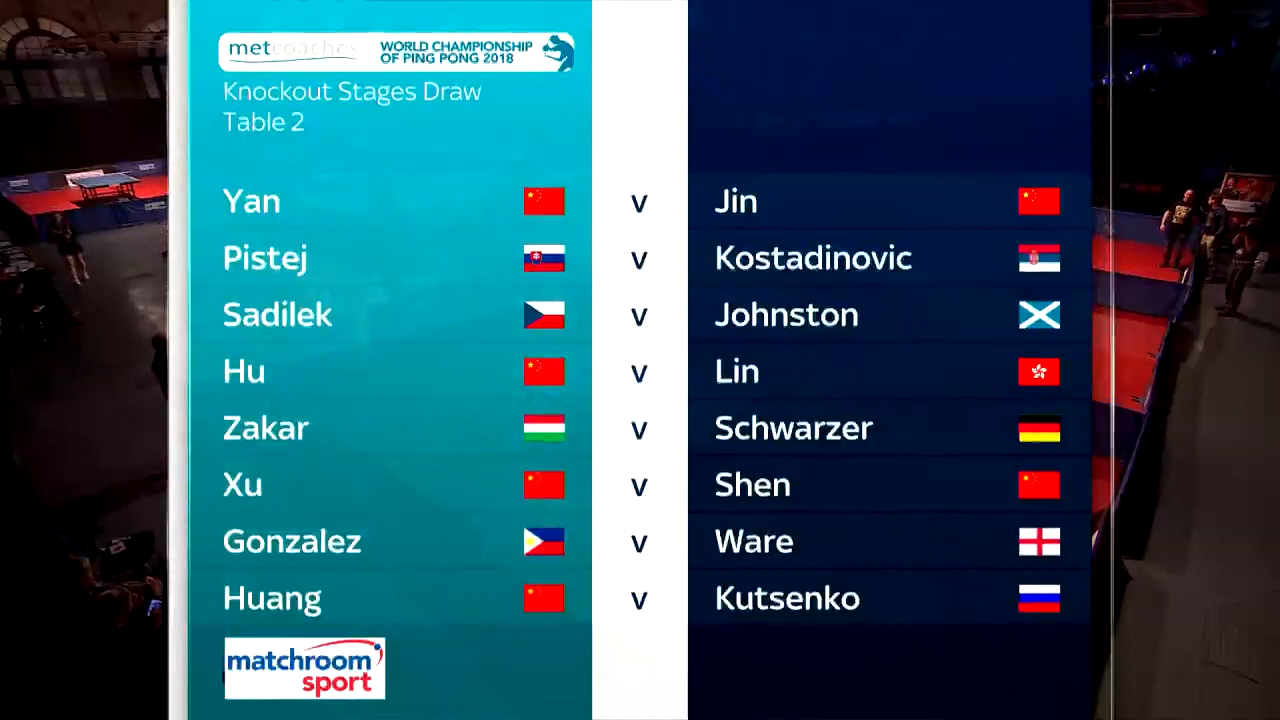 metcoaches
WORLD CHAMPIONSHIP
OF PING PONG 2018
Knockout Stages Draw
Table 2
Yan v Jin
Pistej v Kostadinovic
Sadilek v Johnston
Hu v Lin
Zakar v Schwarzer
Xu v Shen
Gonzalez v Ware
Huang v Kutsenko
matchroom
sport